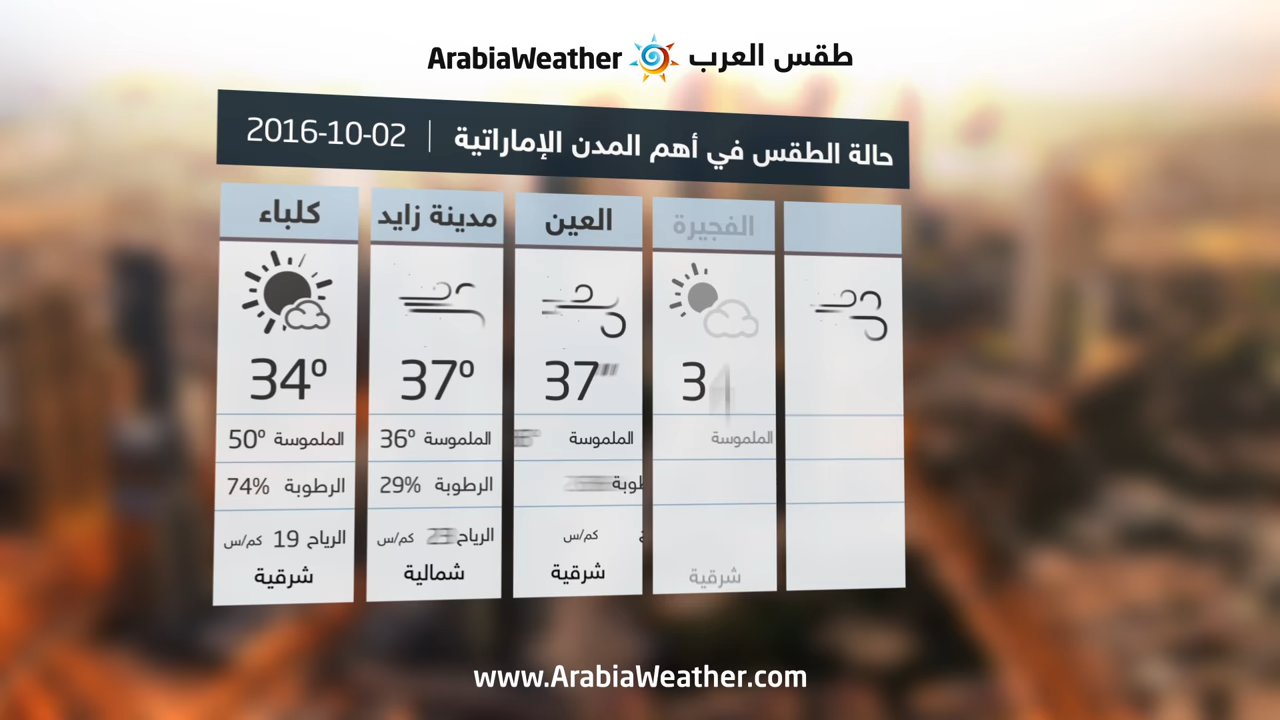 ArabiaWeather طقس العرب
حالة الطقس في أهم المدن الإماراتية | 2016-10-02
كلباء
34º
الملموسة 50º
الرطوبة 74%
الرياح 19 كم/س
شرقية
مدينة زايد
37º
الملموسة 36º
الرطوبة 29%
الرياح كم/س
شمالية
العين
37
الملموسة
كم/س
شرقية
الفجيرة
3
الملموسة
شرقية
www.ArabiaWeather.com